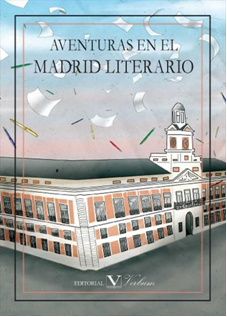 AVENTURAS EN EL
MADRID LITERARIO
EDITORIAL V Verbum